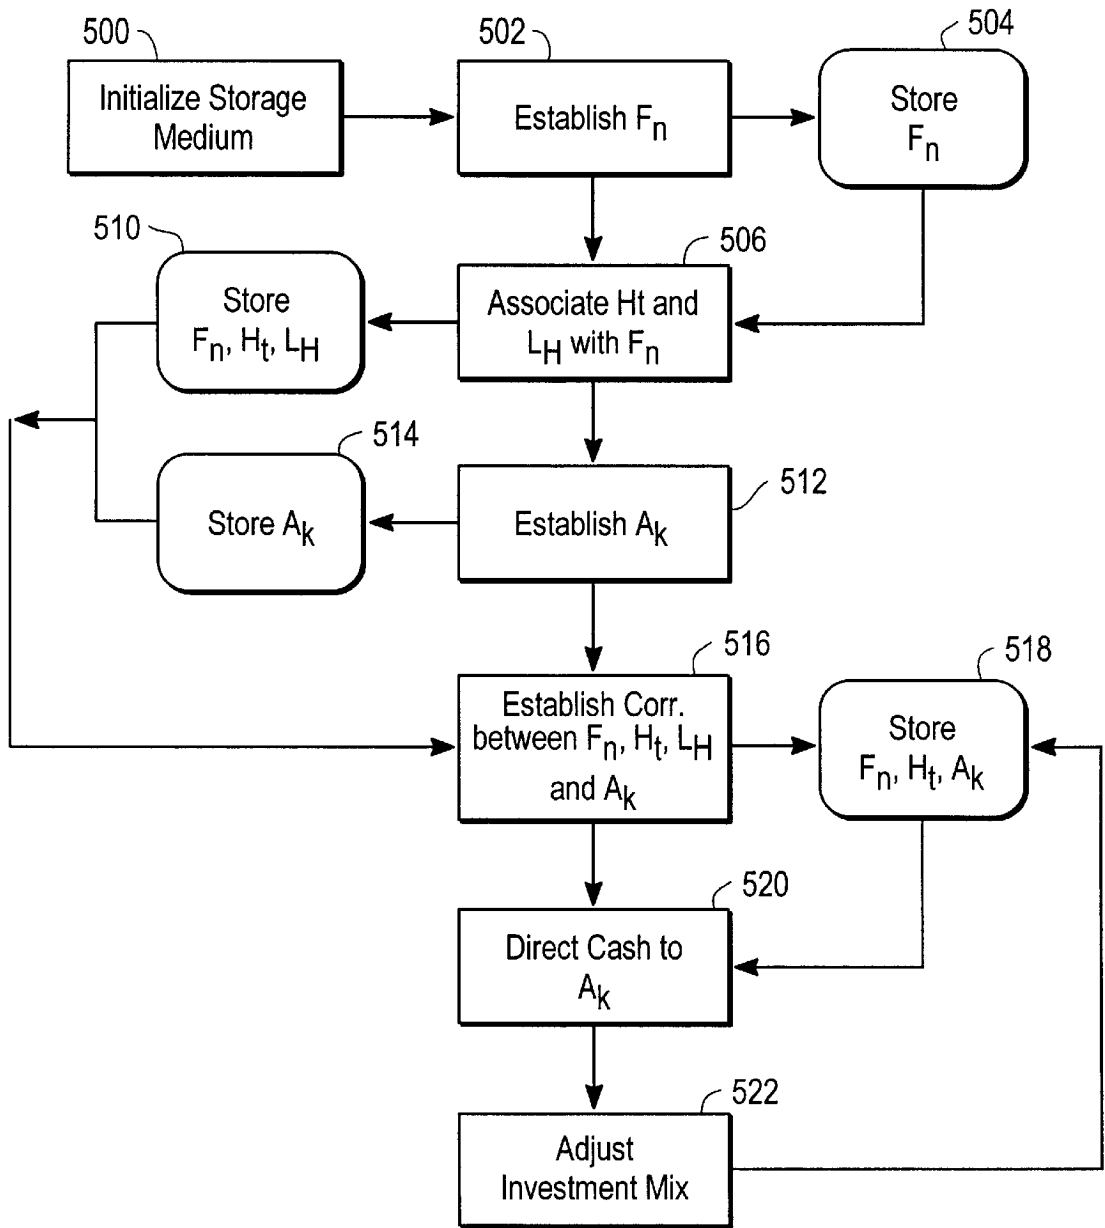 500
Initialize Storage
Medium
502
Establish Fn
504
Store
Fn
506
Associate Ht and
LH with Fn
510
Store
Fn, Ht, LH
512
Establish Ak
514
Store Ak
516
Establish Corr.
between Fn, Ht, LH
and Ak
518
Store
Fn, Ht, Ak
520
Direct Cash to
Ak
522
Adjust
Investment Mix